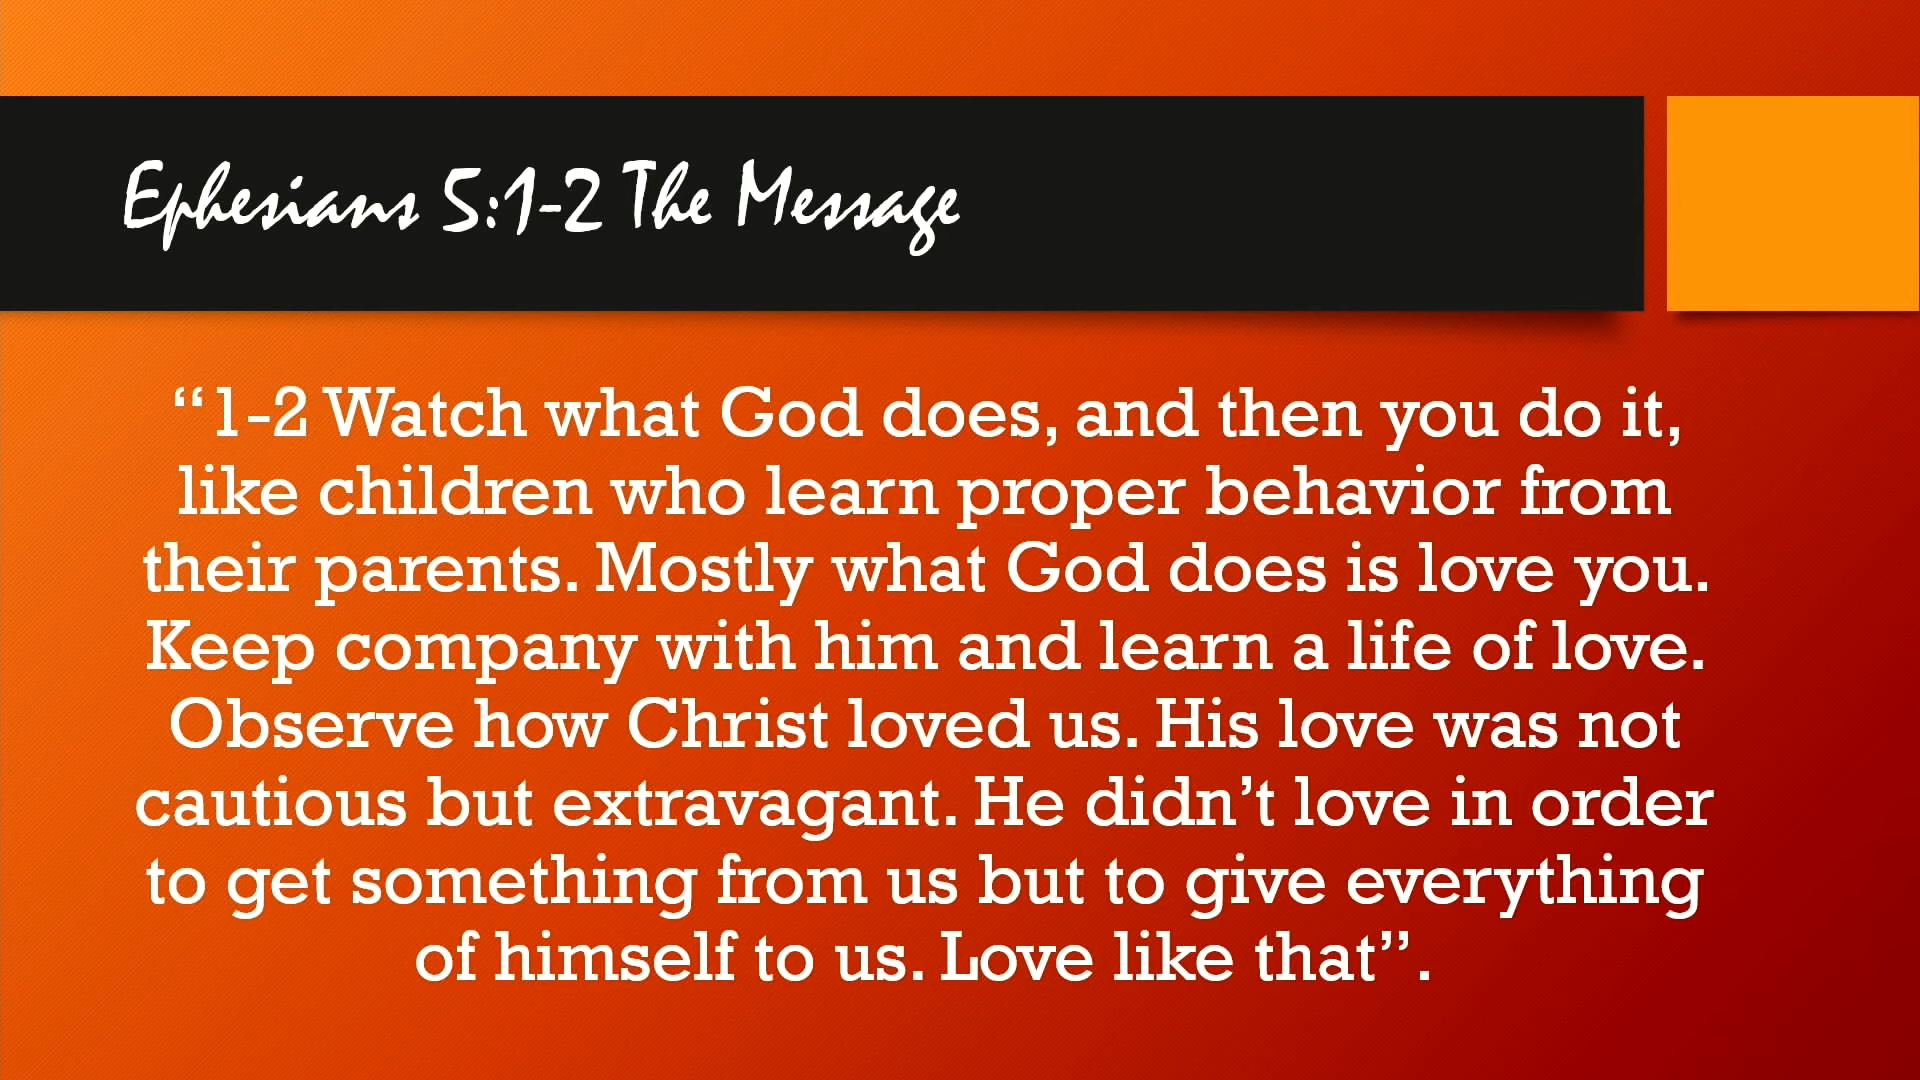 Ephesians 5:1-2 The Message
“1-2 Watch what God does, and then you do it,
like children who learn proper behavior from
their parents. Mostly what God does is love you.
Keep company with him and learn a life of love.
Observe how Christ loved us. His love was not
cautious but extravagant. He didn’t love in order
to get something from us but to give everything
of himself to us. Love like that”.